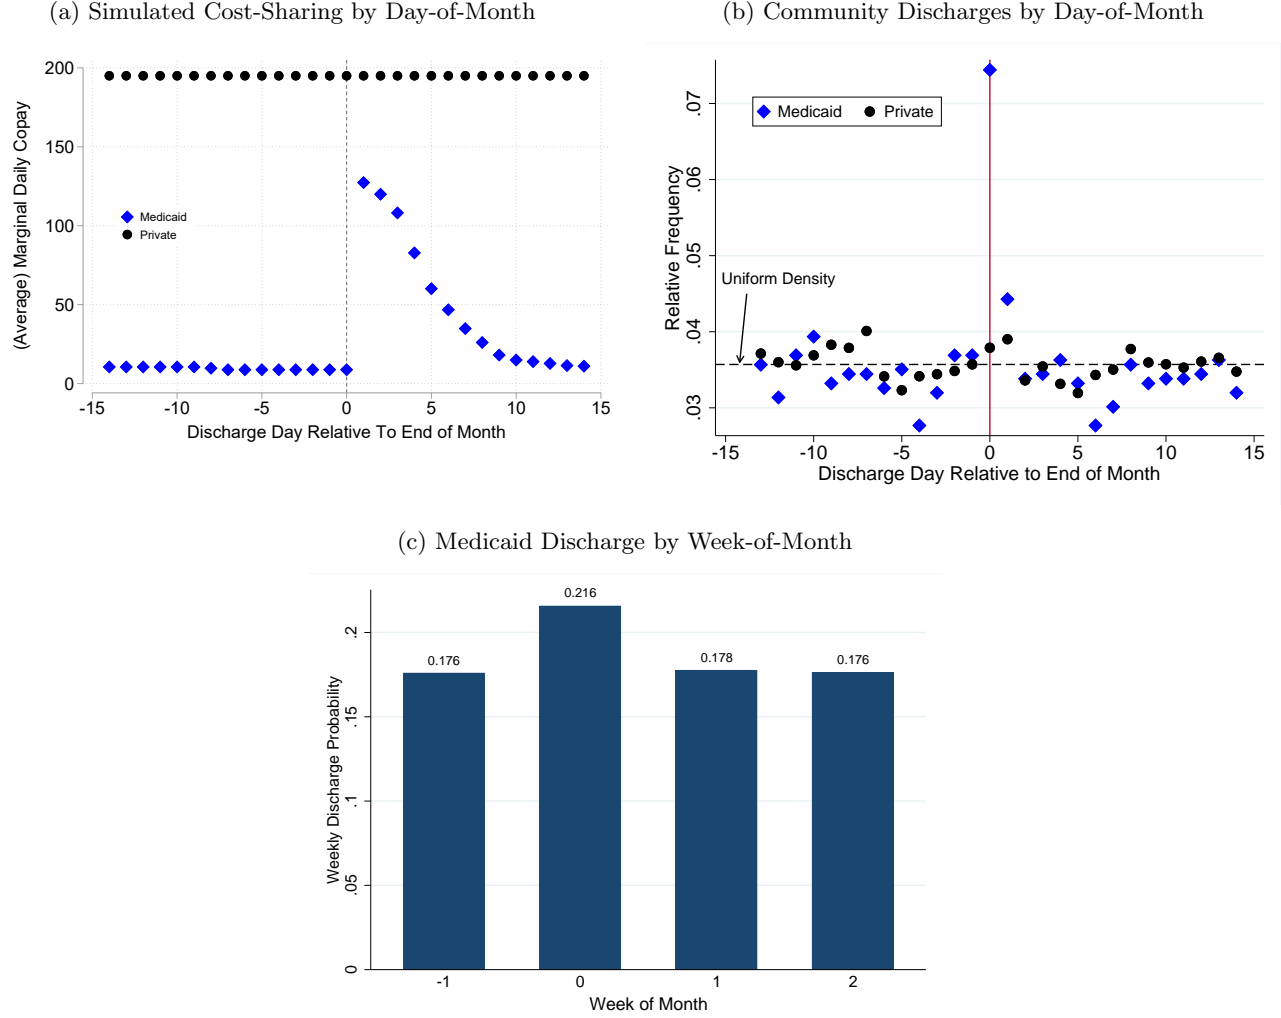 (a) Simulated Cost-Sharing by Day-of-Month
(Average) Marginal Daily Copay
200
150
100
50
0
Medicaid
Private
-15
-10
-5
0
5
10
15
Discharge Day Relative To End of Month
(b) Community Discharges by Day-of-Month
Relative Frequency
.07
.06
.05
.04
.03
Medicaid
Private
Uniform Density
-15
-10
-5
0
5
10
15
Discharge Day Relative to End of Month
(c) Medicaid Discharge by Week-of-Month
Weekly Discharge Probability
.2
.15
.1
.05
0
0.176
0.216
0.178
0.176
-1
0
1
2
Week of Month